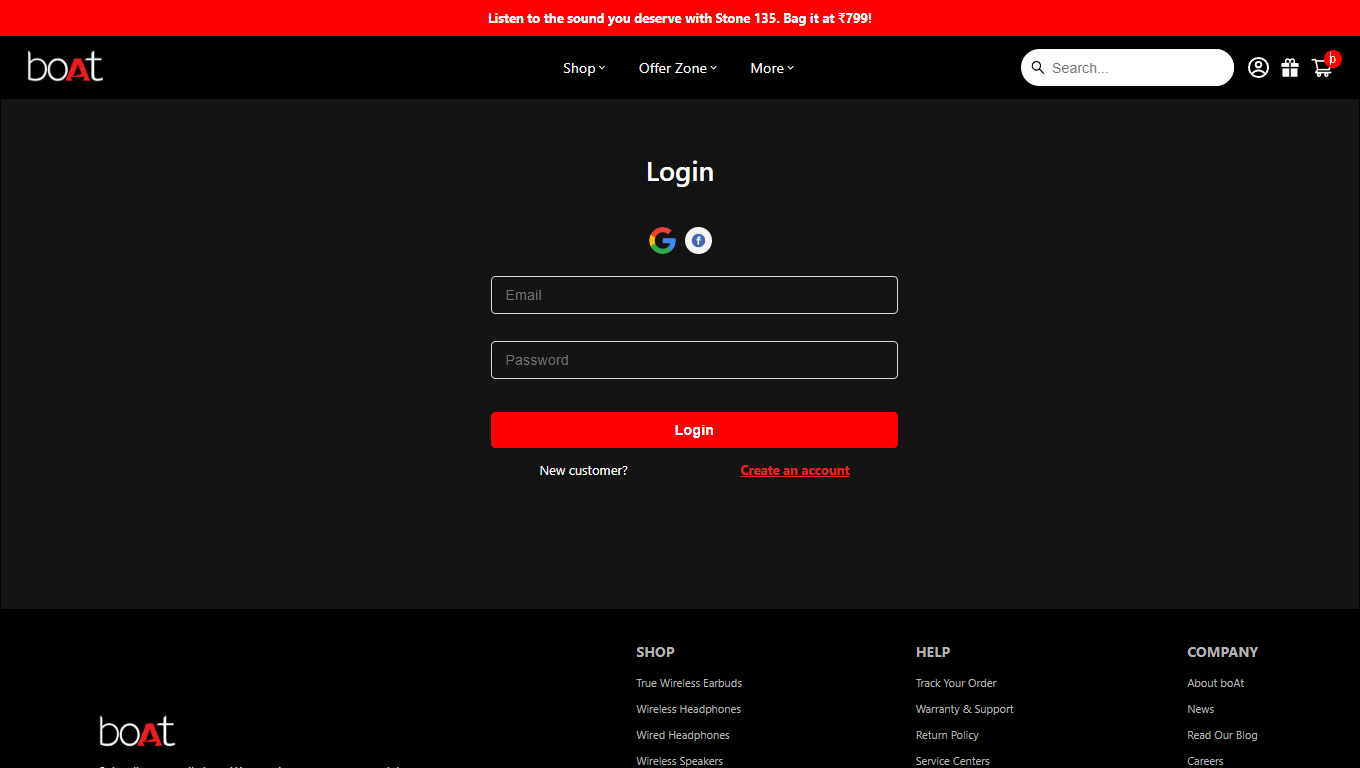 Listen to the sound you deserve with Stone 135. Bag it at ₹799!
boAt
Shop
Offer Zone
More
Search...
Login
Email
Password
Login
New customer?
Create an account
SHOP
HELP
COMPANY
True Wireless Earbuds
Track Your Order
About boAt
Wireless Headphones
Warranty & Support
News
Wired Headphones
Return Policy
Read Our Blog
boAt
Wireless Speakers
Service Centers
Careers